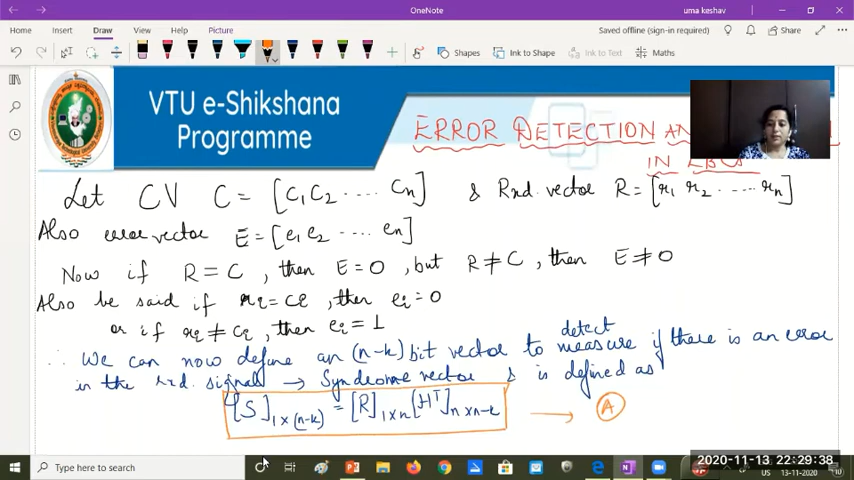 OneNote
uma keshav
Home Insert Draw View Help Picture
Saved offline (sign-in required)
Share
Shapes Ink to Shape Ink to Text Maths
VTU e-Shikshana
Programme
ERROR DETECTION AN
IN LBCs
Let CV C = [C1 C2 .... Cn] & Rxd. vector R = [r1 r2 ..... rn]
Also error vector E = [e1 e2 .... en]
Now if R = C, then E = 0, but R ≠ C, then E ≠ 0
Also be said if ri = ci, then ei = 0
or if ri ≠ ci, then ei = 1
∴ We can now define an (n-k) bit vector to detect measure if there is an error
in the rxd. signals → Syndrome vector & is defined as
[S]1×(n-k) = [R]1×n [H^T]n×n-k → A
Type here to search
2020-11-13 22:29:38
US 13-11-2020